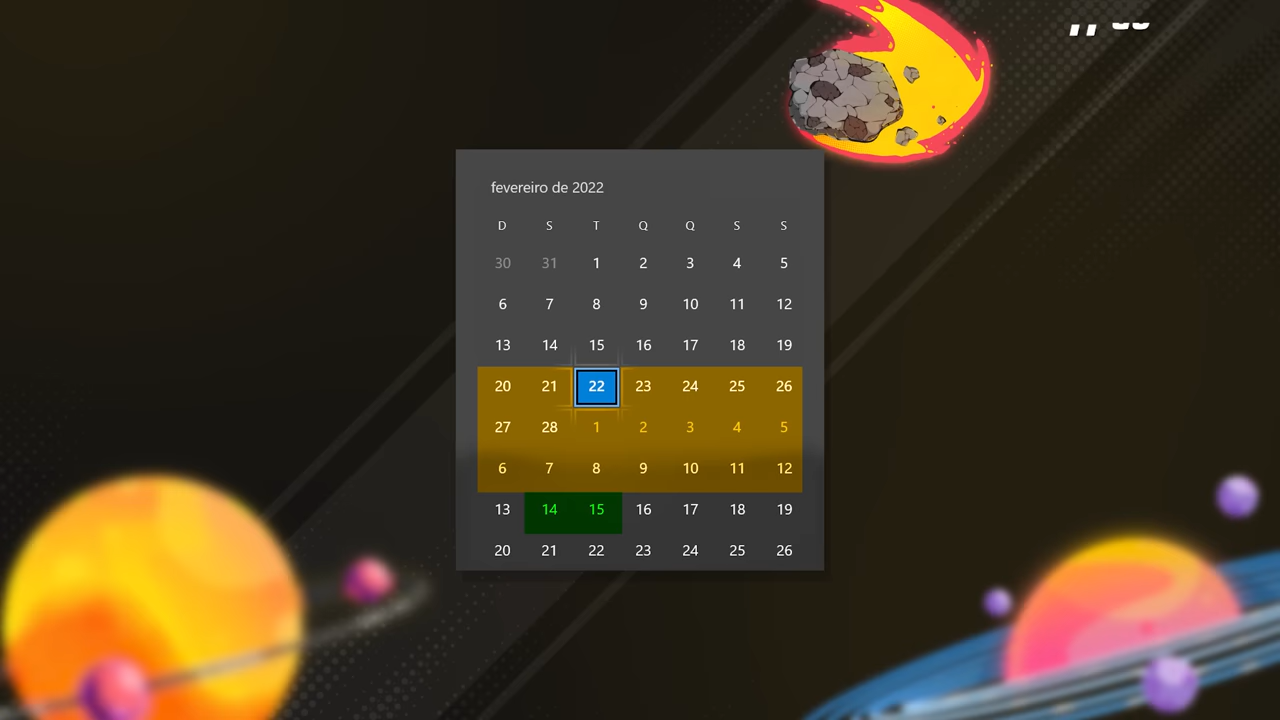 fevereiro de 2022
D S T Q Q S S
30 31 1 2 3 4 5
6 7 8 9 10 11 12
13 14 15 16 17 18 19
20 21 22 23 24 25 26
27 28 1 2 3 4 5
6 7 8 9 10 11 12
13 14 15 16 17 18 19
20 21 22 23 24 25 26